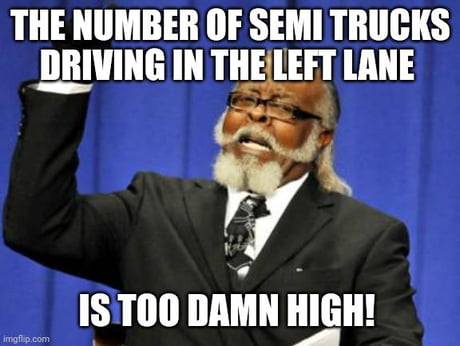 THE NUMBER OF SEMI TRUCKS
DRIVING IN THE LEFT LANE
IS TOO DAMN HIGH!
imgflip.com